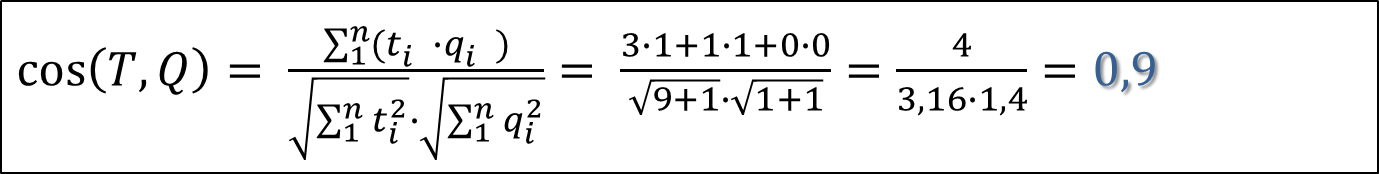 cos(T, Q) = ∑₁ⁿ(tᵢ ·qᵢ ) / √∑₁ⁿ tᵢ² · √∑₁ⁿ qᵢ² = 3·1+1·1+0·0 / √9+1·√1+1 = 4 / 3,16·1,4 = 0,9